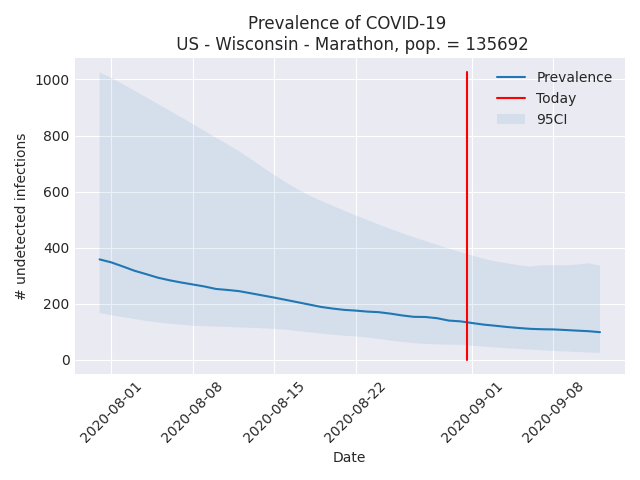 Prevalence of COVID-19
US - Wisconsin - Marathon, pop. = 135692
Prevalence
Today
95CI
# undetected infections
1000
800
600
400
200
0
2020-08-01
2020-08-08
2020-08-15
2020-08-22
2020-09-01
2020-09-08
Date